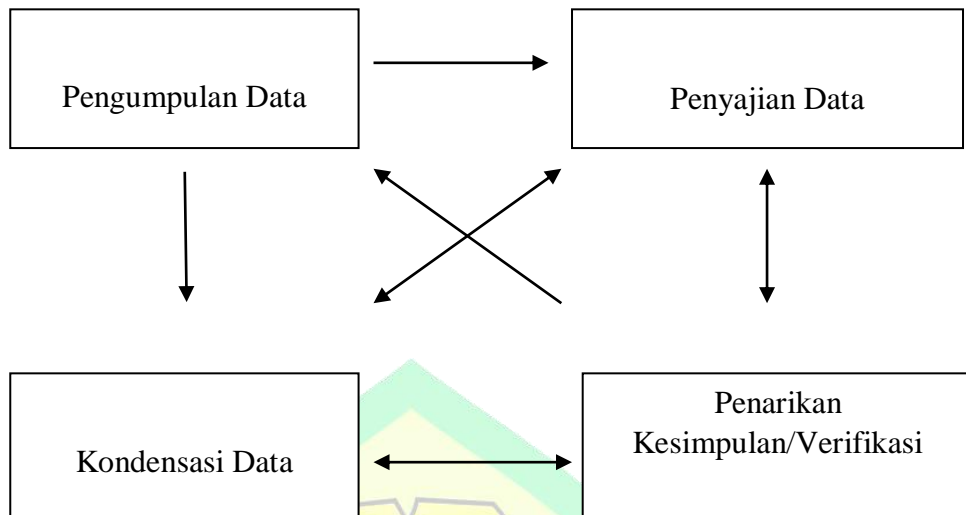 Pengumpulan Data
Penyajian Data
Kondensasi Data
Penarikan
Kesimpulan/Verifikasi